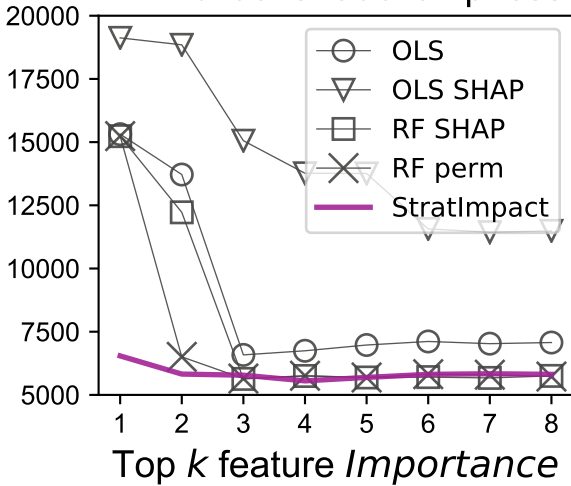 20000
17500
15000
12500
10000
7500
5000
OLS
OLS SHAP
RF SHAP
RF perm
StratImpact
1 2 3 4 5 6 7 8
Top k feature Importance